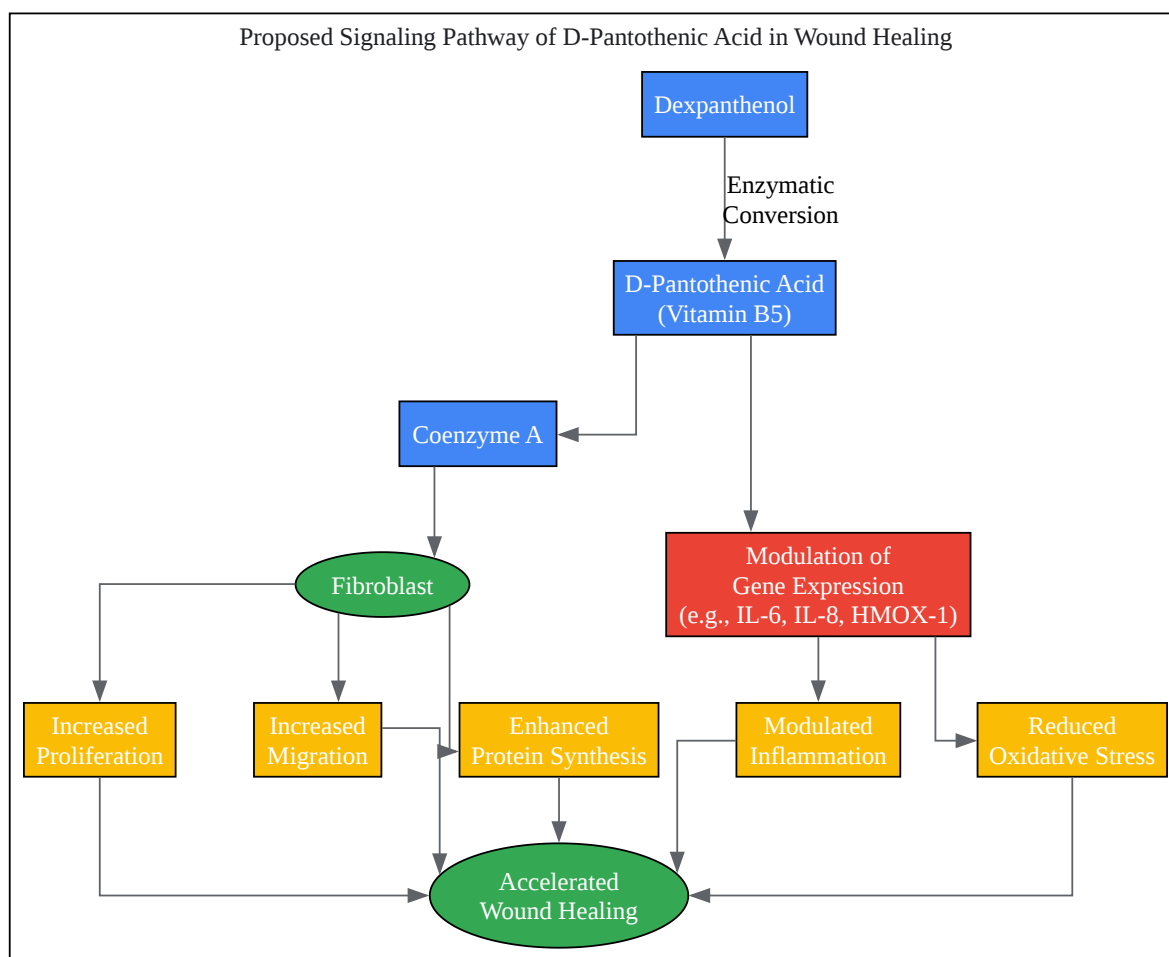 Proposed Signaling Pathway of D-Pantothenic Acid in Wound Healing
Dexpanthenol
Enzymatic
Conversion
D-Pantothenic Acid
(Vitamin B5)
Coenzyme A
Fibroblast
Modulation of
Gene Expression
(e.g., IL-6, IL-8, HMOX-1)
Increased
Proliferation
Increased
Migration
Enhanced
Protein Synthesis
Modulated
Inflammation
Reduced
Oxidative Stress
Accelerated
Wound Healing